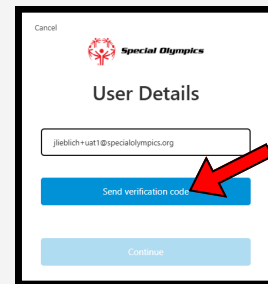 Cancel
Special Olympics
User Details
jlieblich+uat1@specialolympics.org
Send verification code
Continue